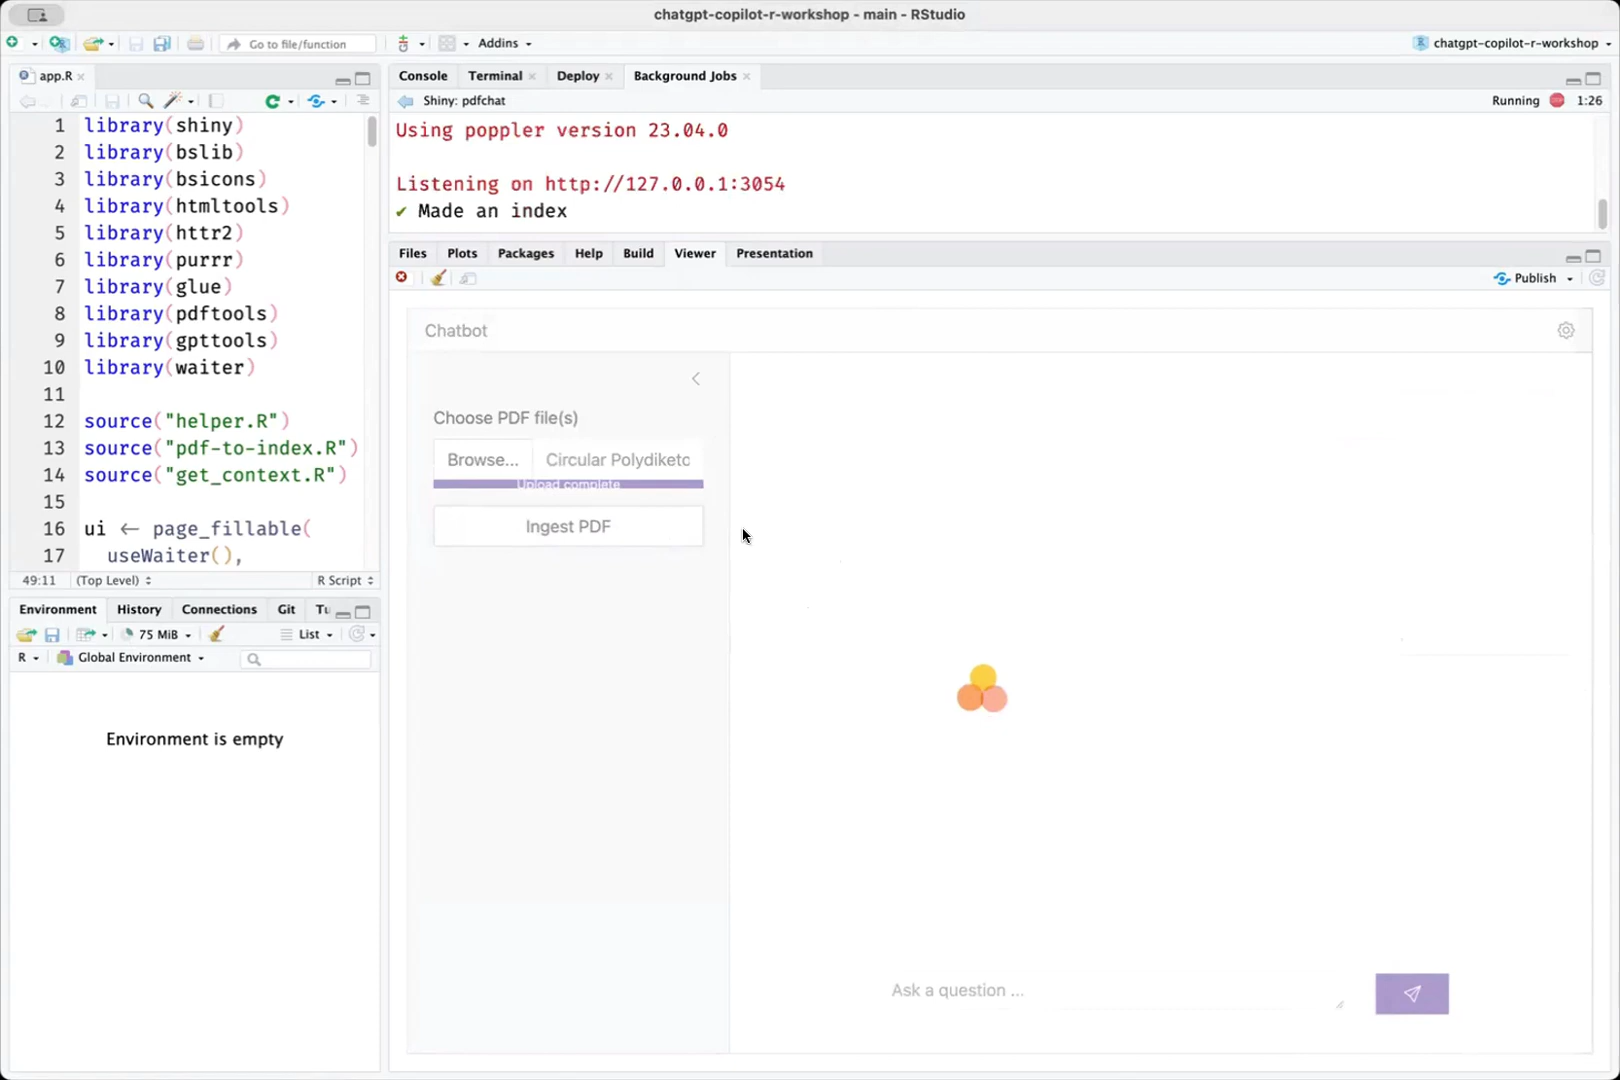 chatgpt-copilot-r-workshop - main - RStudio
Go to file/function
Addins
chatgpt-copilot-r-workshop
app.R
1 library(shiny)
2 library(bslib)
3 library(bsicons)
4 library(htmltools)
5 library(httr2)
6 library(purrr)
7 library(glue)
8 library(pdftools)
9 library(gpttools)
10 library(waiter)
11
12 source("helper.R")
13 source("pdf-to-index.R")
14 source("get_context.R")
15
16 ui <- page_fillable(
17 useWaiter(),
49:11 (Top Level) R Script
Console Terminal Deploy Background Jobs
Shiny: pdfchat Running 1:26
Using poppler version 23.04.0
Listening on http://127.0.0.1:3054
✔ Made an index
Files Plots Packages Help Build Viewer Presentation
Publish
Chatbot
Choose PDF file(s)
Browse... Circular Polydiketo
Upload complete
Ingest PDF
Ask a question ...
Environment History Connections Git Tu
75 MiB List
R Global Environment
Environment is empty